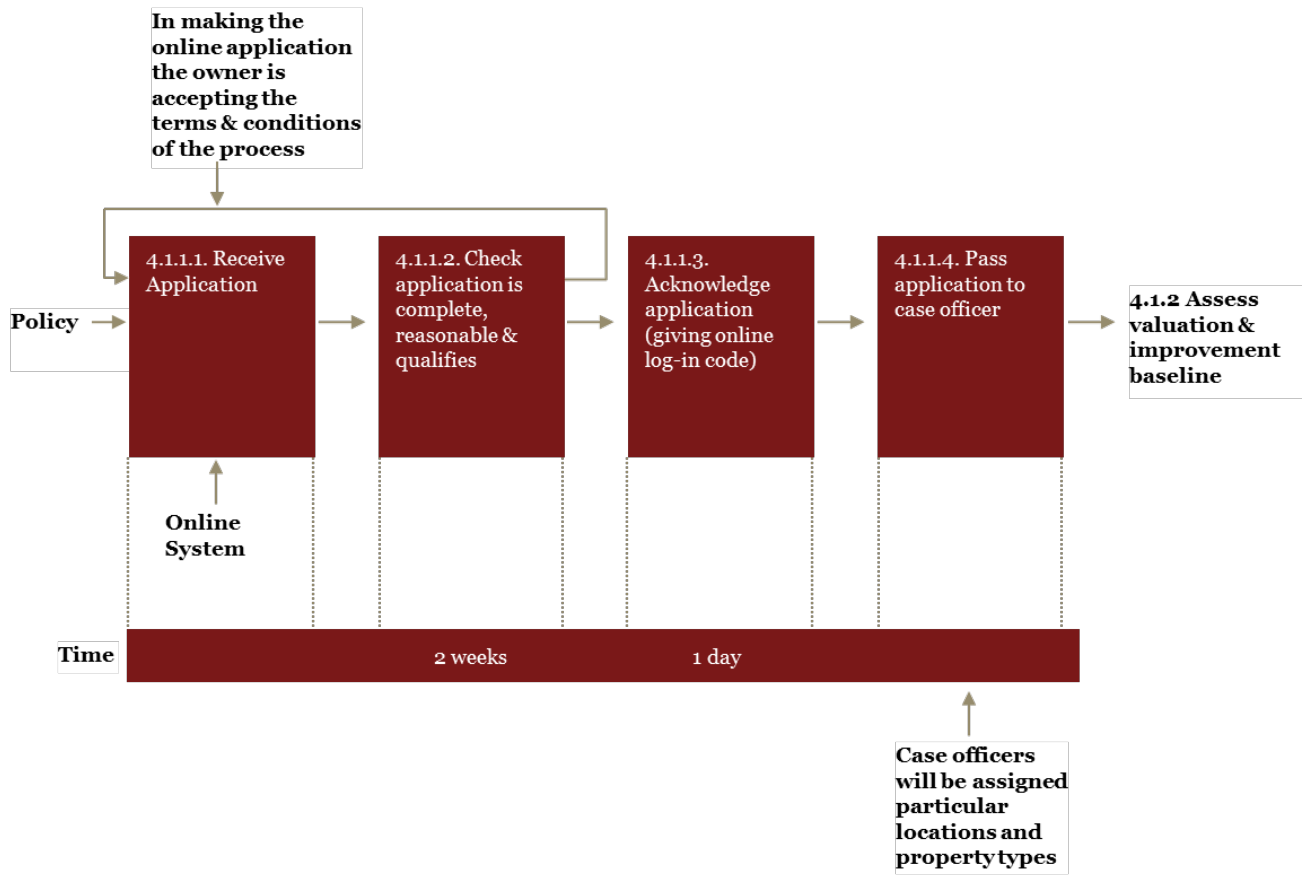 In making the
online application
the owner is
accepting the
terms & conditions
of the process
Policy
4.1.1.1. Receive
Application
4.1.1.2. Check
application is
complete,
reasonable &
qualifies
4.1.1.3.
Acknowledge
application
(giving online
log-in code)
4.1.1.4. Pass
application to
case officer
4.1.2 Assess
valuation &
improvement
baseline
Online
System
Time
2 weeks
1 day
Case officers
will be assigned
particular
locations and
property types